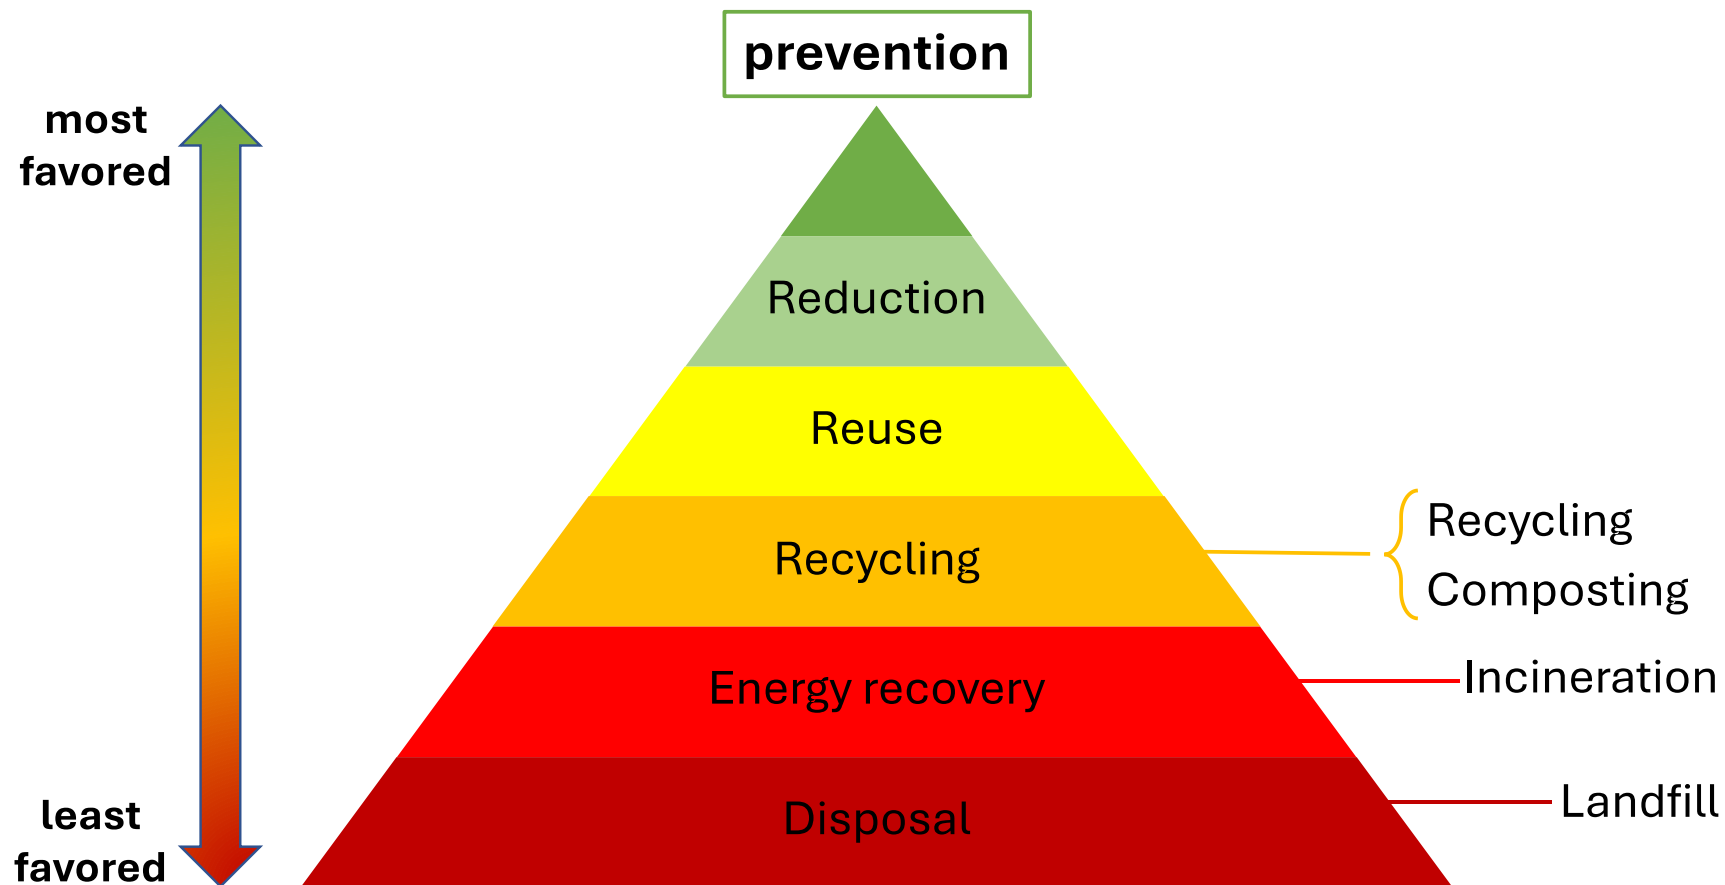 prevention
most
favored
Reduction
Reuse
Recycling
Recycling
Composting
Energy recovery
Incineration
Disposal
Landfill
least
favored